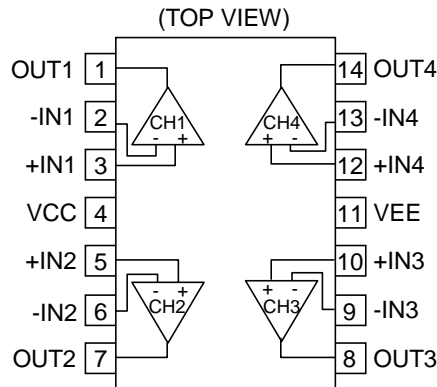 (TOP VIEW)
OUT1 1 14 OUT4
-IN1 2 CH1 CH4 13 -IN4
- + + -
+IN1 3 12 +IN4
VCC 4 11 VEE
+IN2 5 10 +IN3
- + + -
-IN2 6 CH2 CH3 9 -IN3
OUT2 7 8 OUT3